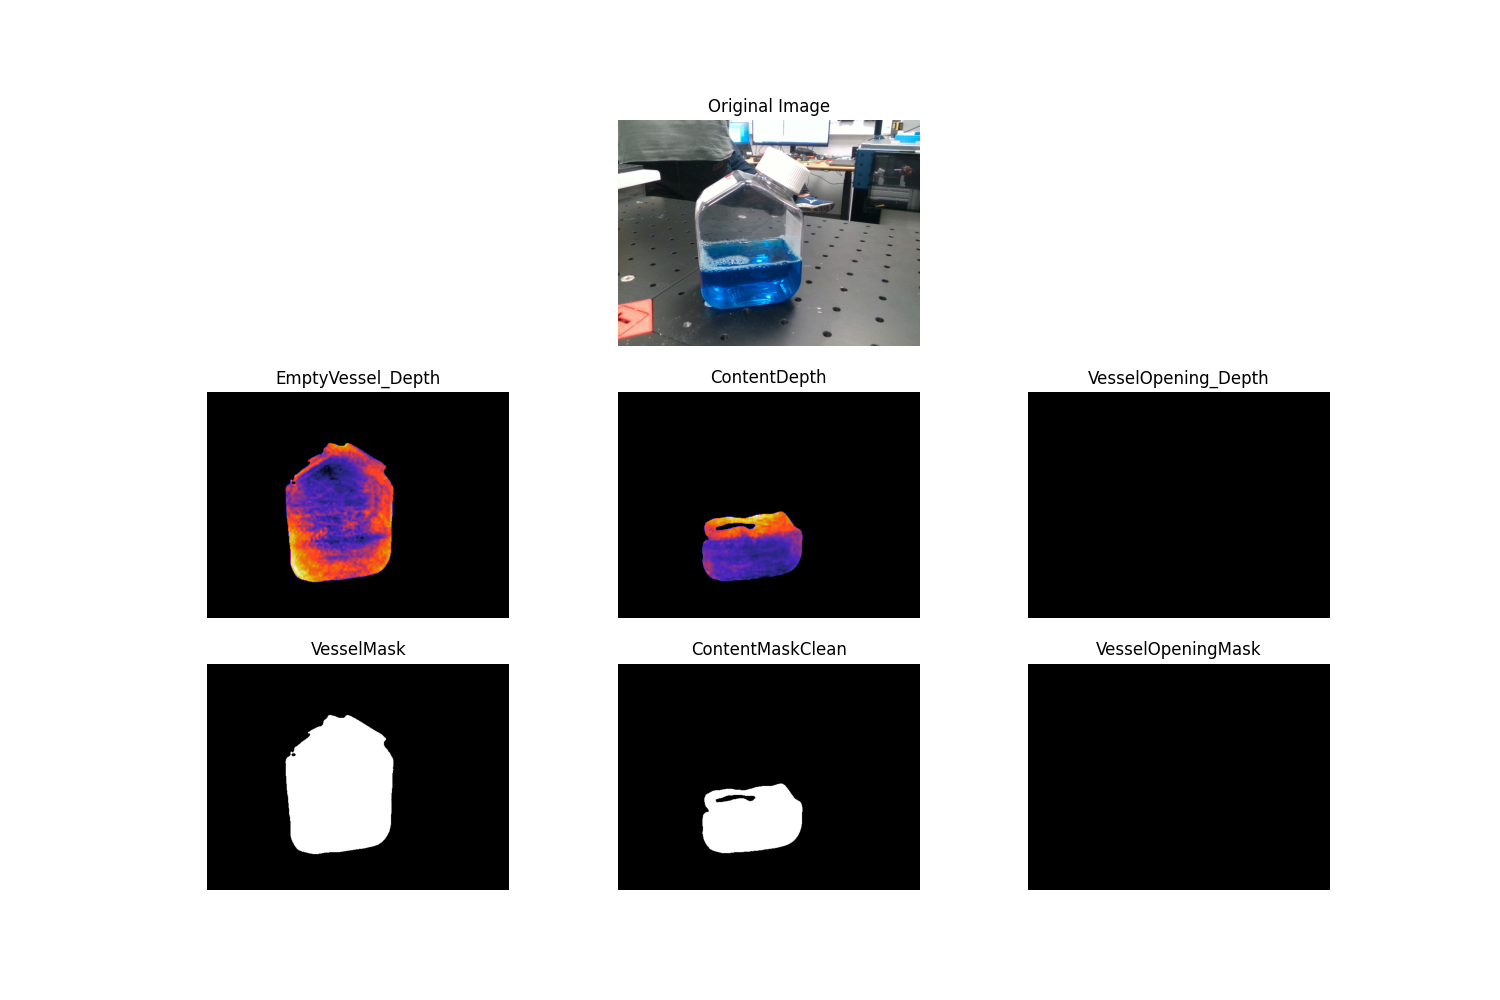 Original Image
EmptyVessel_Depth
ContentDepth
VesselOpening_Depth
VesselMask
ContentMaskClean
VesselOpeningMask